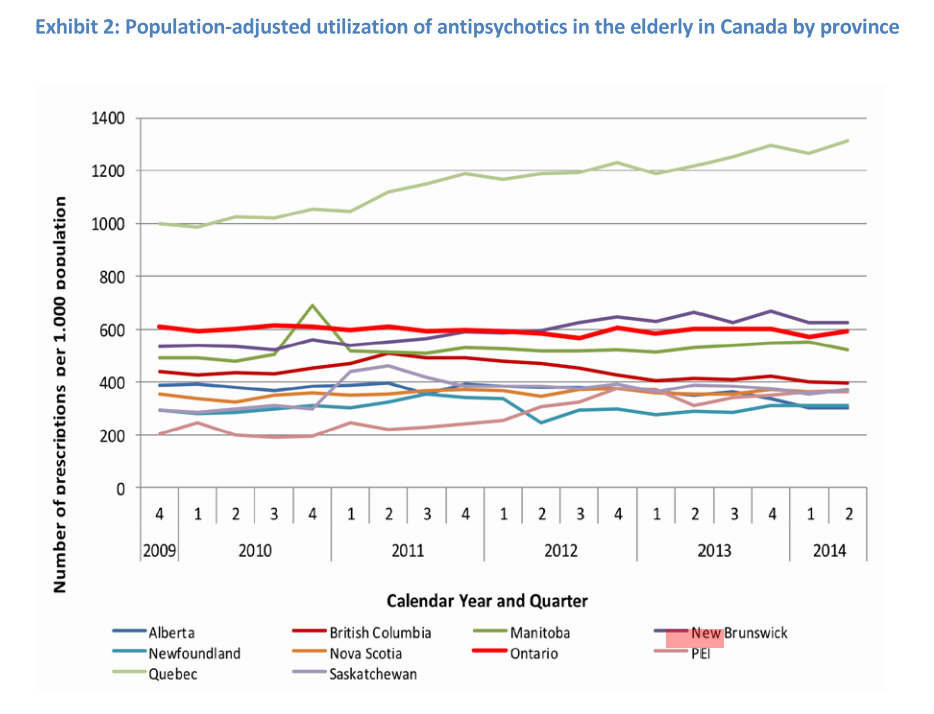 Exhibit 2: Population-adjusted utilization of antipsychotics in the elderly in Canada by province
1400
1200
1000
800
600
400
200
0
Number of prescriptions per 1,000 population
4 1 2 3 4 1 2 3 4 1 2 3 4 1 2 3 4 1 2
2009 2010 2011 2012 2013 2014
Calendar Year and Quarter
Alberta British Columbia Manitoba New Brunswick
Newfoundland Nova Scotia Ontario PEI
Quebec Saskatchewan